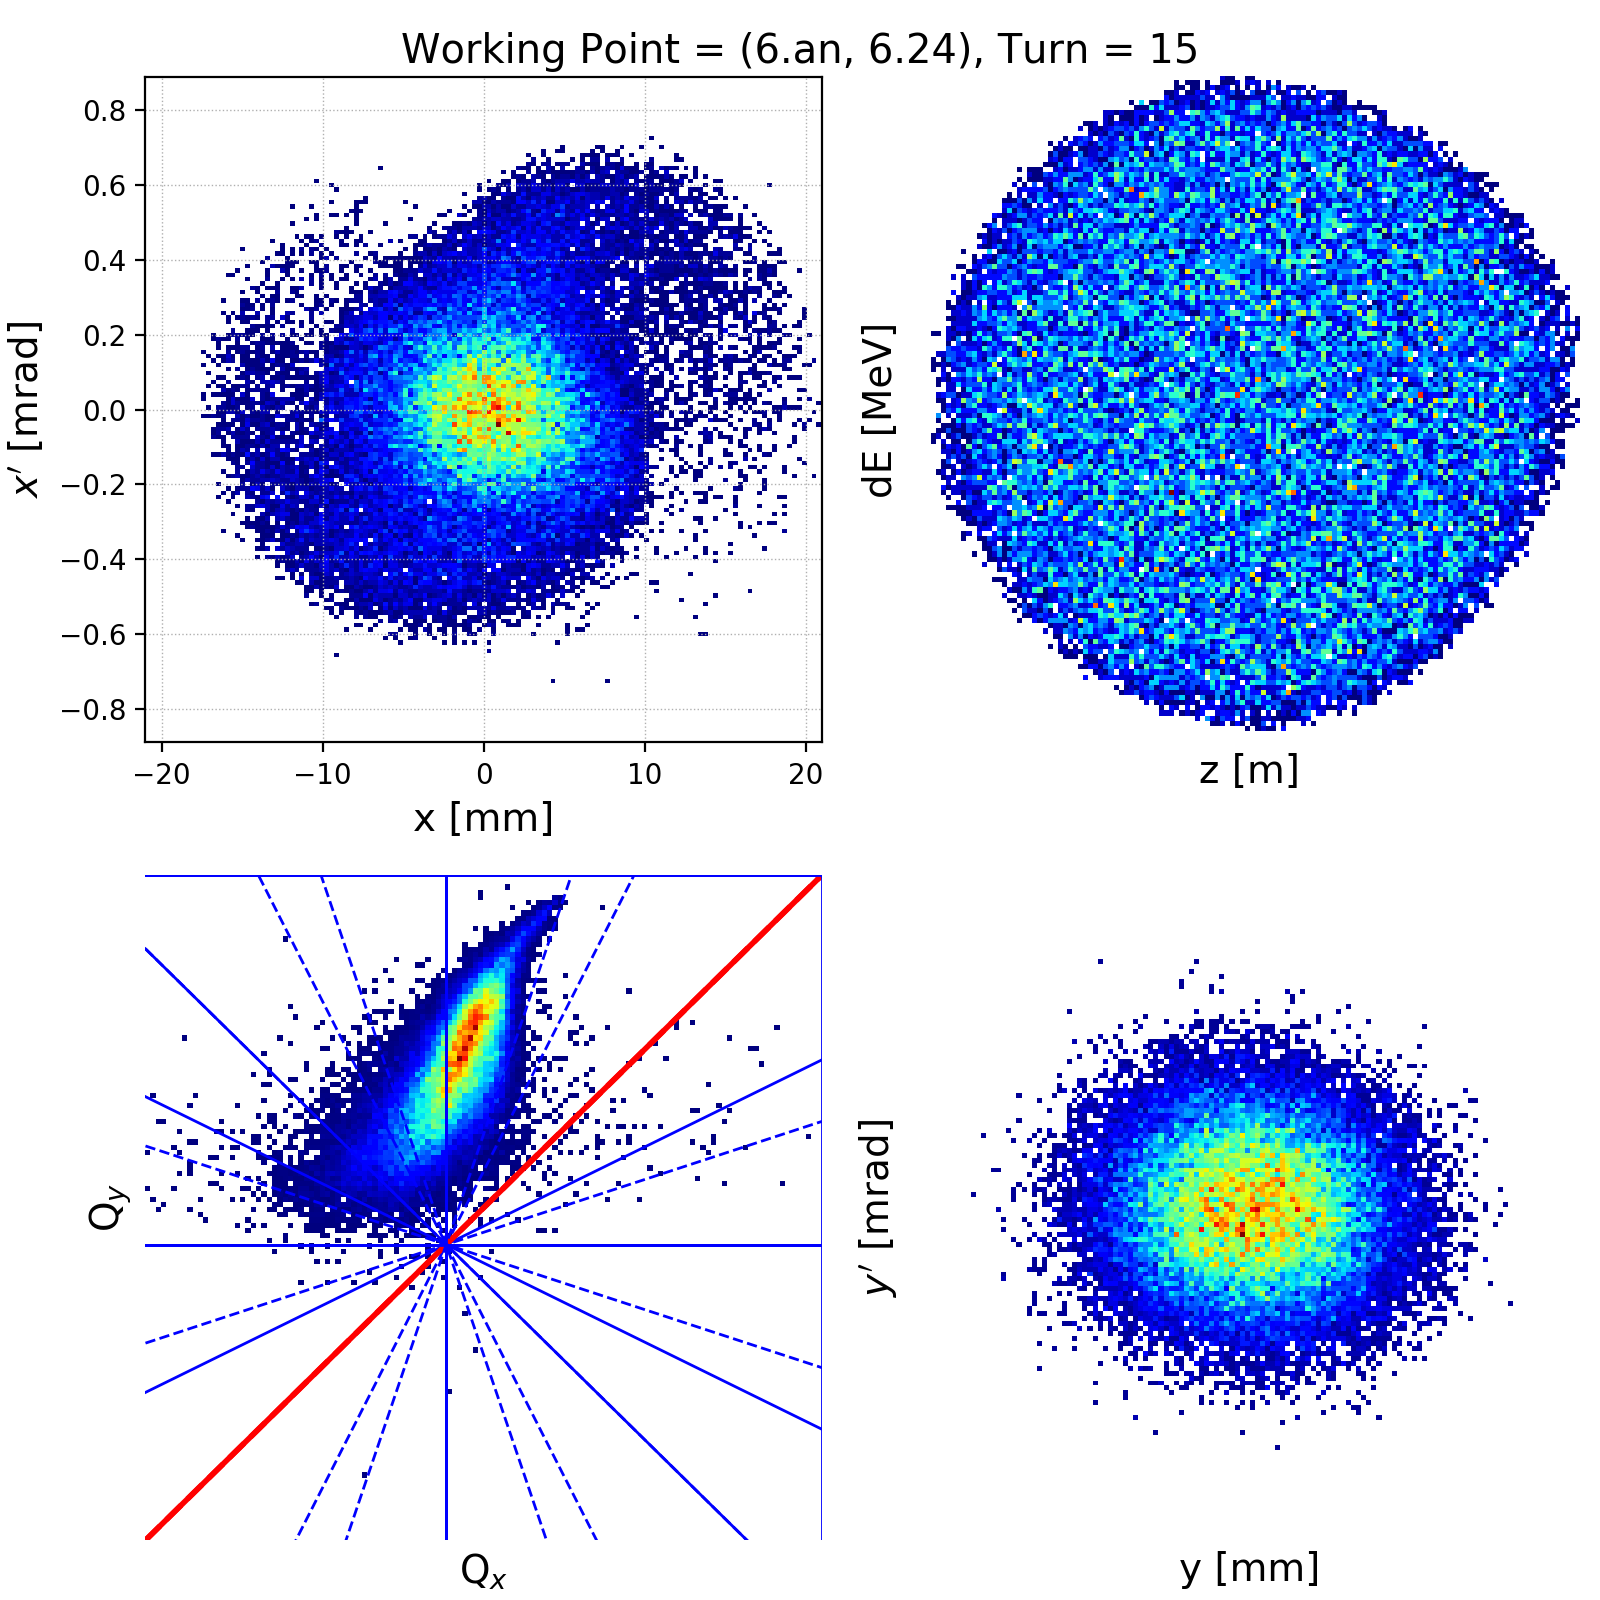 Working Point = (6.an, 6.24), Turn = 15
0.8
0.6
0.4
0.2
0.0
−0.2
−0.4
−0.6
−0.8
x′ [mrad]
−20 −10 0 10 20
x [mm]
dE [MeV]
z [m]
Qy
Qx
y′ [mrad]
y [mm]